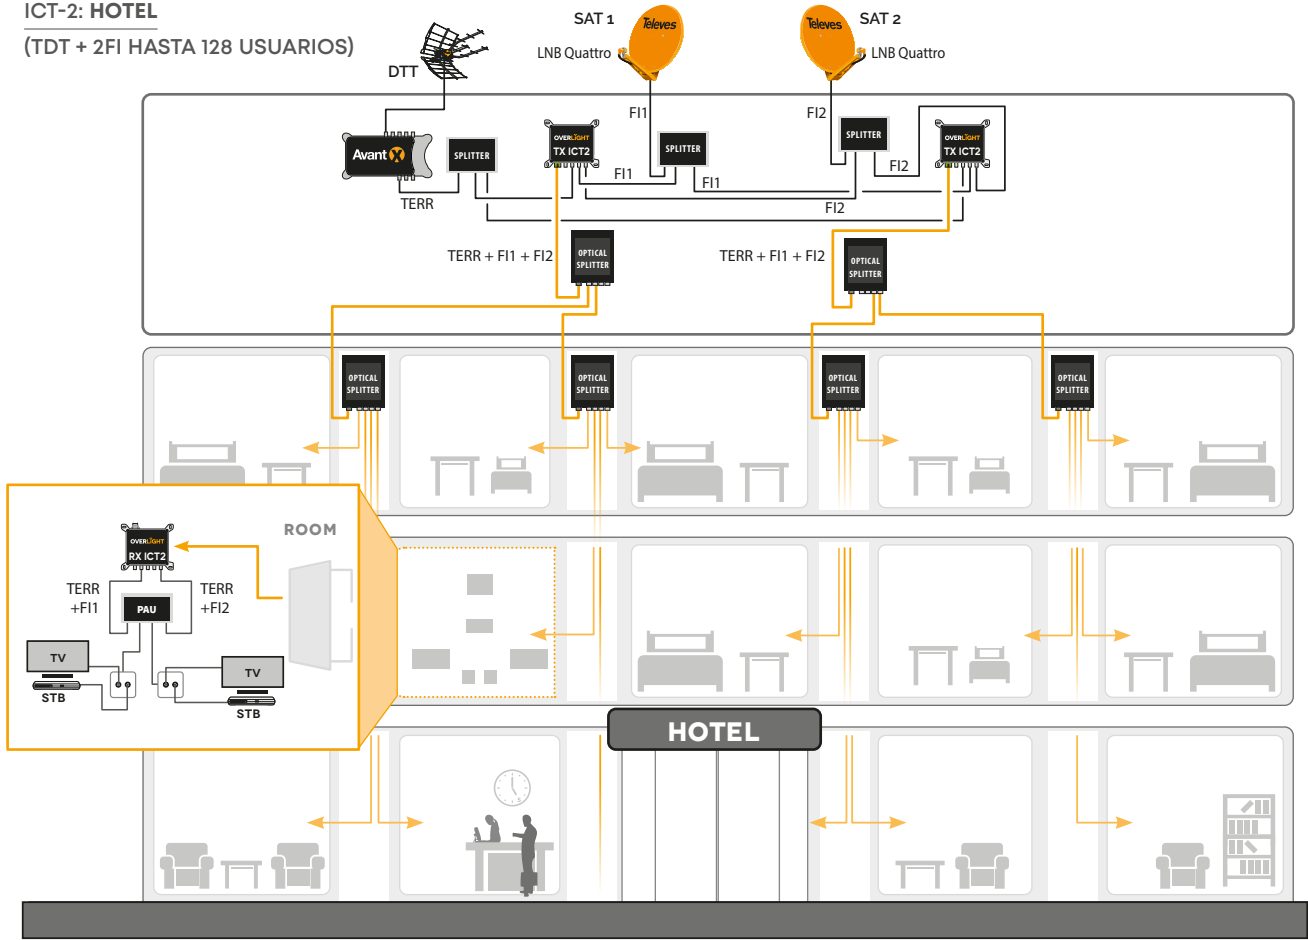 ICT-2: HOTEL
(TDT + 2FI HASTA 128 USUARIOS)
DTT
SAT 1
Televes
LNB Quattro
Televes
SAT 2
LNB Quattro
FI1
FI2
Avant X
SPLITTER
OVERLIGHT
TX ICT2
SPLITTER
SPLITTER
OVERLIGHT
TX ICT2
FI1
FI1
FI2
FI2
TERR
TERR + FI1 + FI2
OPTICAL
SPLITTER
TERR + FI1 + FI2
OPTICAL
SPLITTER
OPTICAL
SPLITTER
OPTICAL
SPLITTER
OPTICAL
SPLITTER
OPTICAL
SPLITTER
ROOM
OVERLIGHT
RX ICT2
TERR
+FI1
TERR
+FI2
PAU
TV
STB
TV
STB
HOTEL